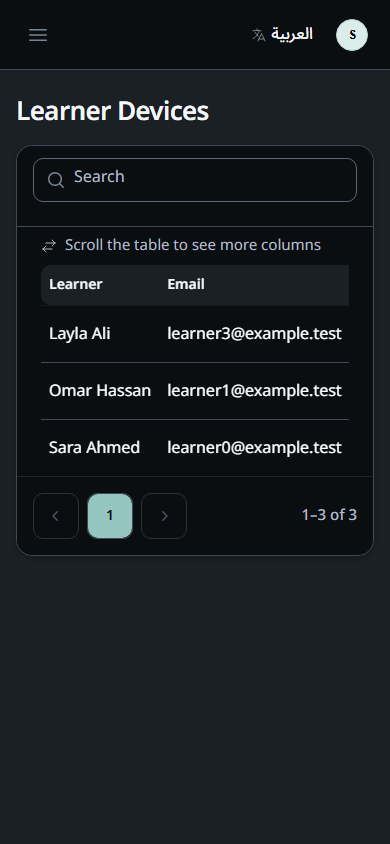 العربية
S
Learner Devices
Search
Scroll the table to see more columns
Learner Email
Layla Ali learner3@example.test
Omar Hassan learner1@example.test
Sara Ahmed learner0@example.test
1 1–3 of 3